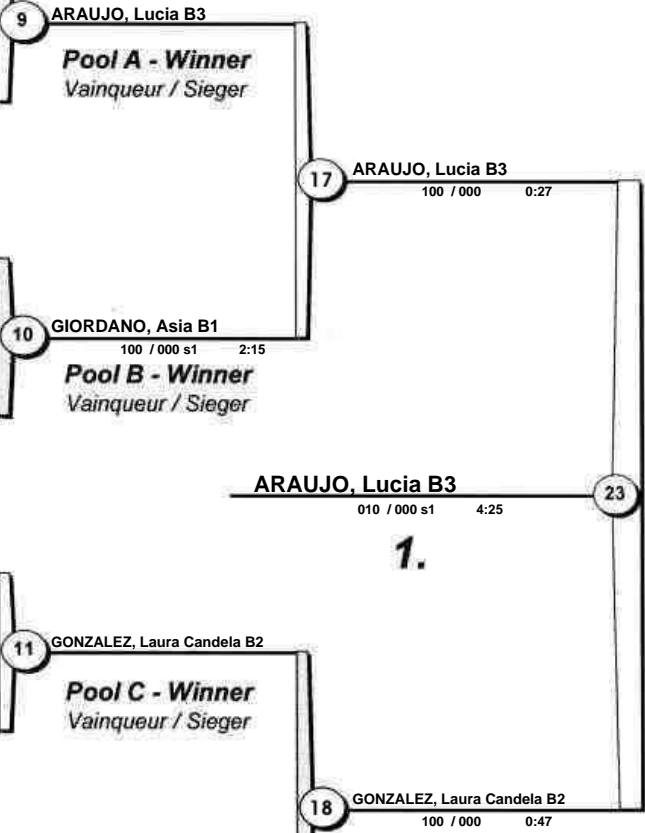 9
ARAUJO, Lucia B3
Pool A - Winner
Vainqueur / Sieger
17
ARAUJO, Lucia B3
100 / 000 0:27
10
GIORDANO, Asia B1
100 / 000 s1 2:15
Pool B - Winner
Vainqueur / Sieger
ARAUJO, Lucia B3
23
010 / 000 s1 4:25
1.
11
GONZALEZ, Laura Candela B2
Pool C - Winner
Vainqueur / Sieger
18
GONZALEZ, Laura Candela B2
100 / 000 0:47